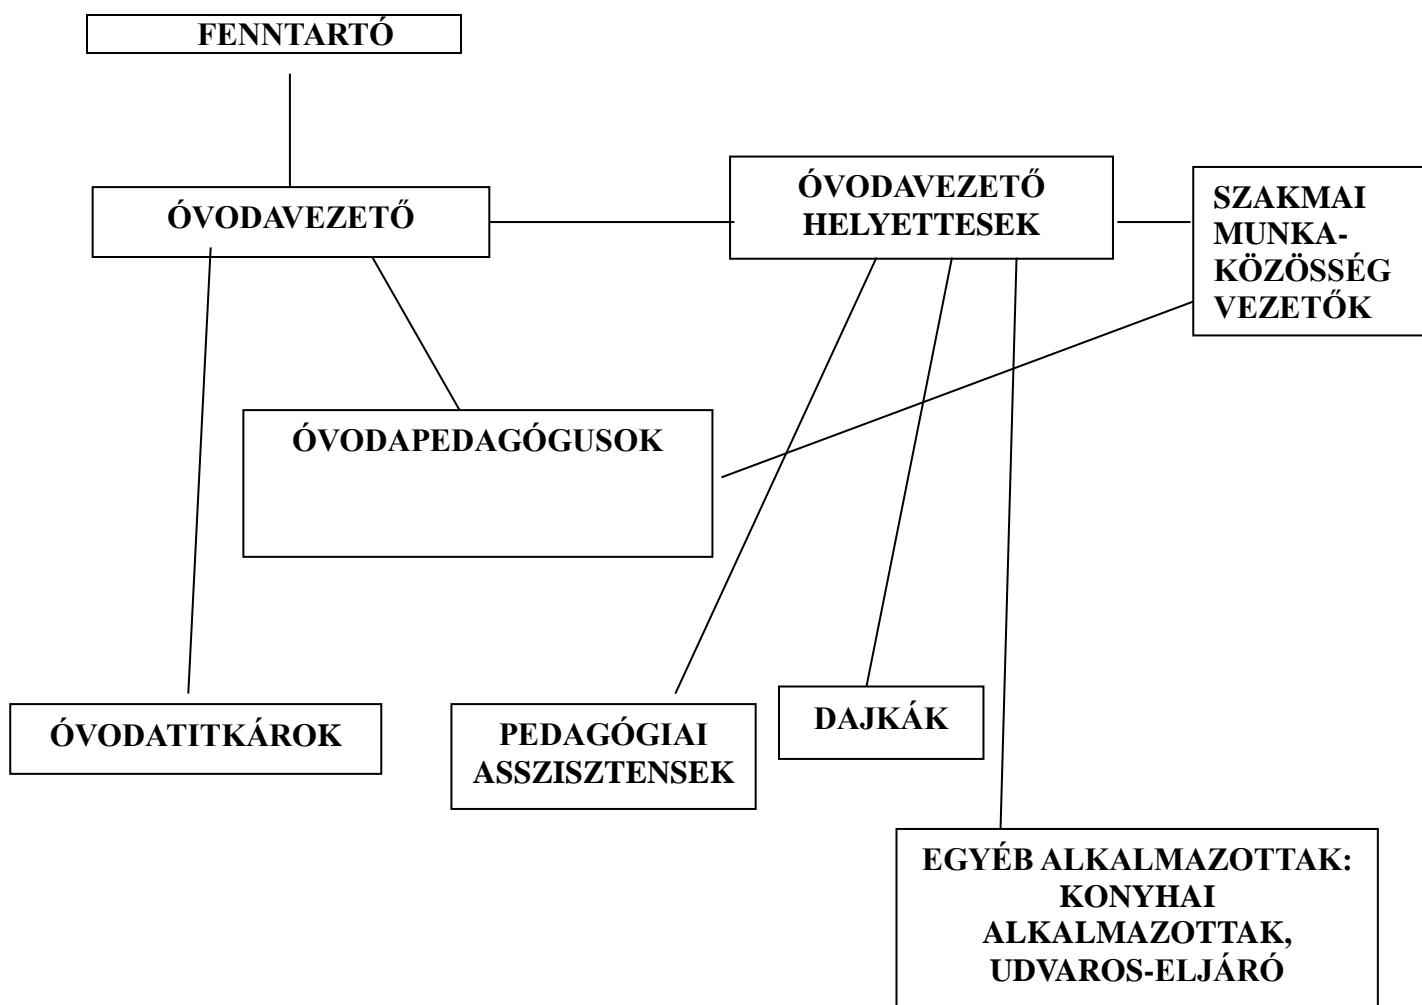 FENNTARTÓ
ÓVODAVEZETŐ
ÓVODAVEZETŐ
HELYETTESEK
SZAKMAI
MUNKA-
KÖZÖSSÉG
VEZETŐK
ÓVODAPEDAGÓGUSOK
ÓVODATITKÁROK
PEDAGÓGIAI
ASSZISZTENSEK
DAJKÁK
EGYÉB ALKALMAZOTTAK:
KONYHAI
ALKALMAZOTTAK,
UDVAROS-ELJÁRÓ